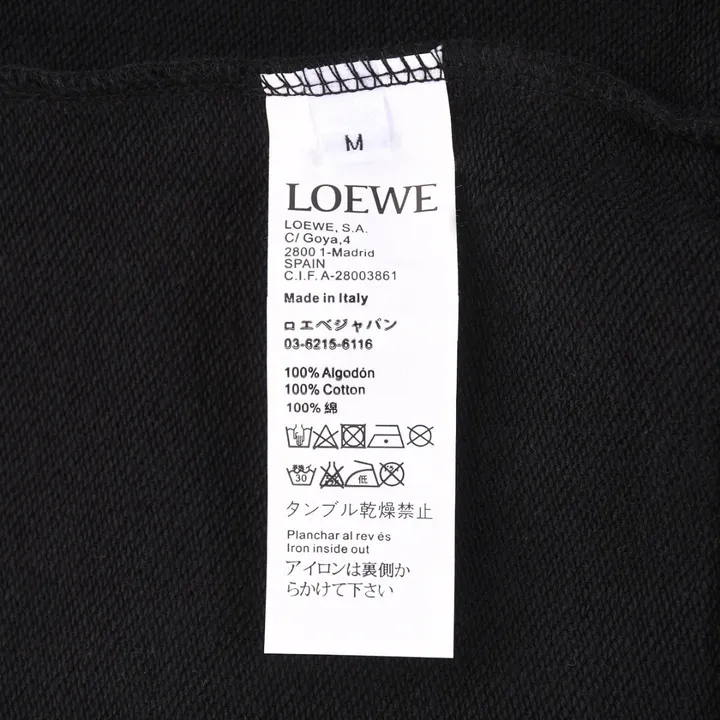 M
LOEWE
LOEWE, S.A.
C/ Goya,4
2800 1-Madrid
SPAIN
C.I.F. A-28003861
Made in Italy
ロエベジャパン
03-6215-6116
100% Algodón
100% Cotton
100% 綿
30
低
タンブル乾燥禁止
Planchar al rev és
Iron inside out
アイロンは裏側か
らかけて下さい